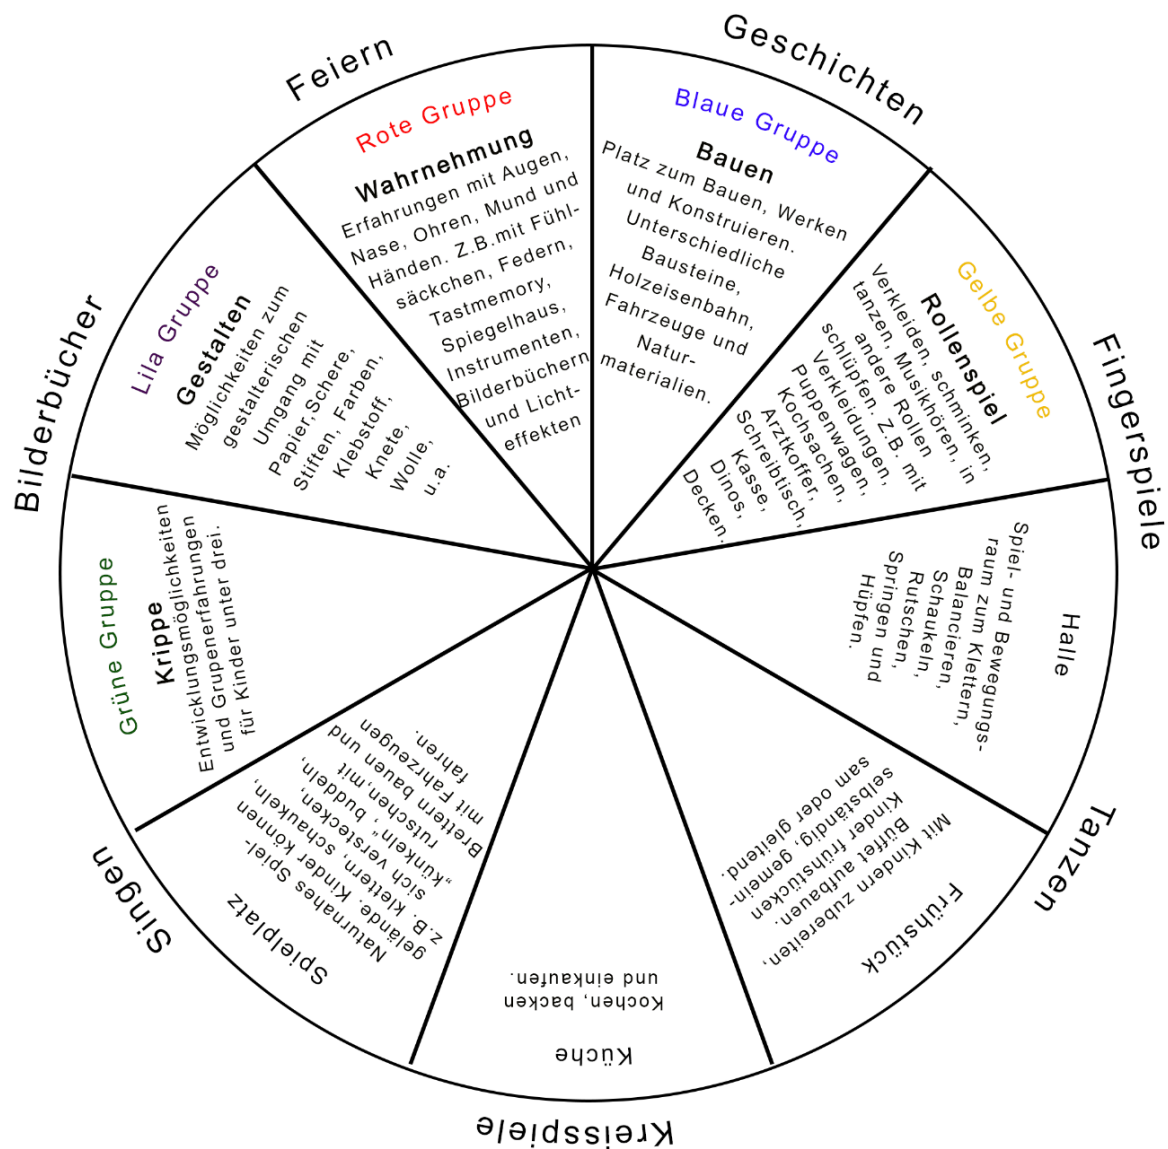 Geschichten
Blaue Gruppe
Bauen
Platz zum Bauen, Werken
und Konstruieren.
Unterschiedliche
Bausteine,
Holzeisenbahn,
Fahrzeuge und
Natur-
materialien.
Fingerspiele
Gelbe Gruppe
Rollenspiel
Verkleiden, schminken,
tanzen, Musikhören, in
andere Rollen
schlüpfen. Z.B. mit
Verkleidungen,
Puppenwagen,
Kochsachen,
Arztkoffer,
Schreibtisch,
Kasse,
Dinos,
Decken.
Halle
Spiel- und Bewegungs-
raum zum Klettern,
Balancieren,
Schaukeln,
Rutschen,
Springen und
Hüpfen.
Tanzen
Frühstück
Mit Kindern zubereiten,
Büffet aufbauen.
Kinder frühstücken
selbständig, gemein-
sam oder gleitend.
Kreisspiele
Küche
Kochen, backen
und einkaufen.
Singen
Spielplatz
Naturnahes Spiel-
gelände. Kinder können
z.B. klettern, schaukeln,
sich verstecken,
„künkeln“, buddeln,
rutschen,mit
Brettern bauen und
mit Fahrzeugen
fahren.
Grüne Gruppe
Krippe
Entwicklungsmöglichkeiten
und Grupenerfahrungen
für Kinder unter drei.
Bilderbücher
Lila Gruppe
Gestalten
Möglichkeiten zum
gestalterischen
Umgang mit
Papier,Schere,
Stiften, Farben,
Klebstoff,
Knete,
Wolle,
u.a.
Feiern
Rote Gruppe
Wahrnehmung
Erfahrungen mit Augen,
Nase, Ohren, Mund und
Händen. Z.B.mit Fühl-
säckchen, Federn,
Tastmemory,
Spiegelhaus,
Instrumenten,
Bilderbüchern
und Licht-
effekten